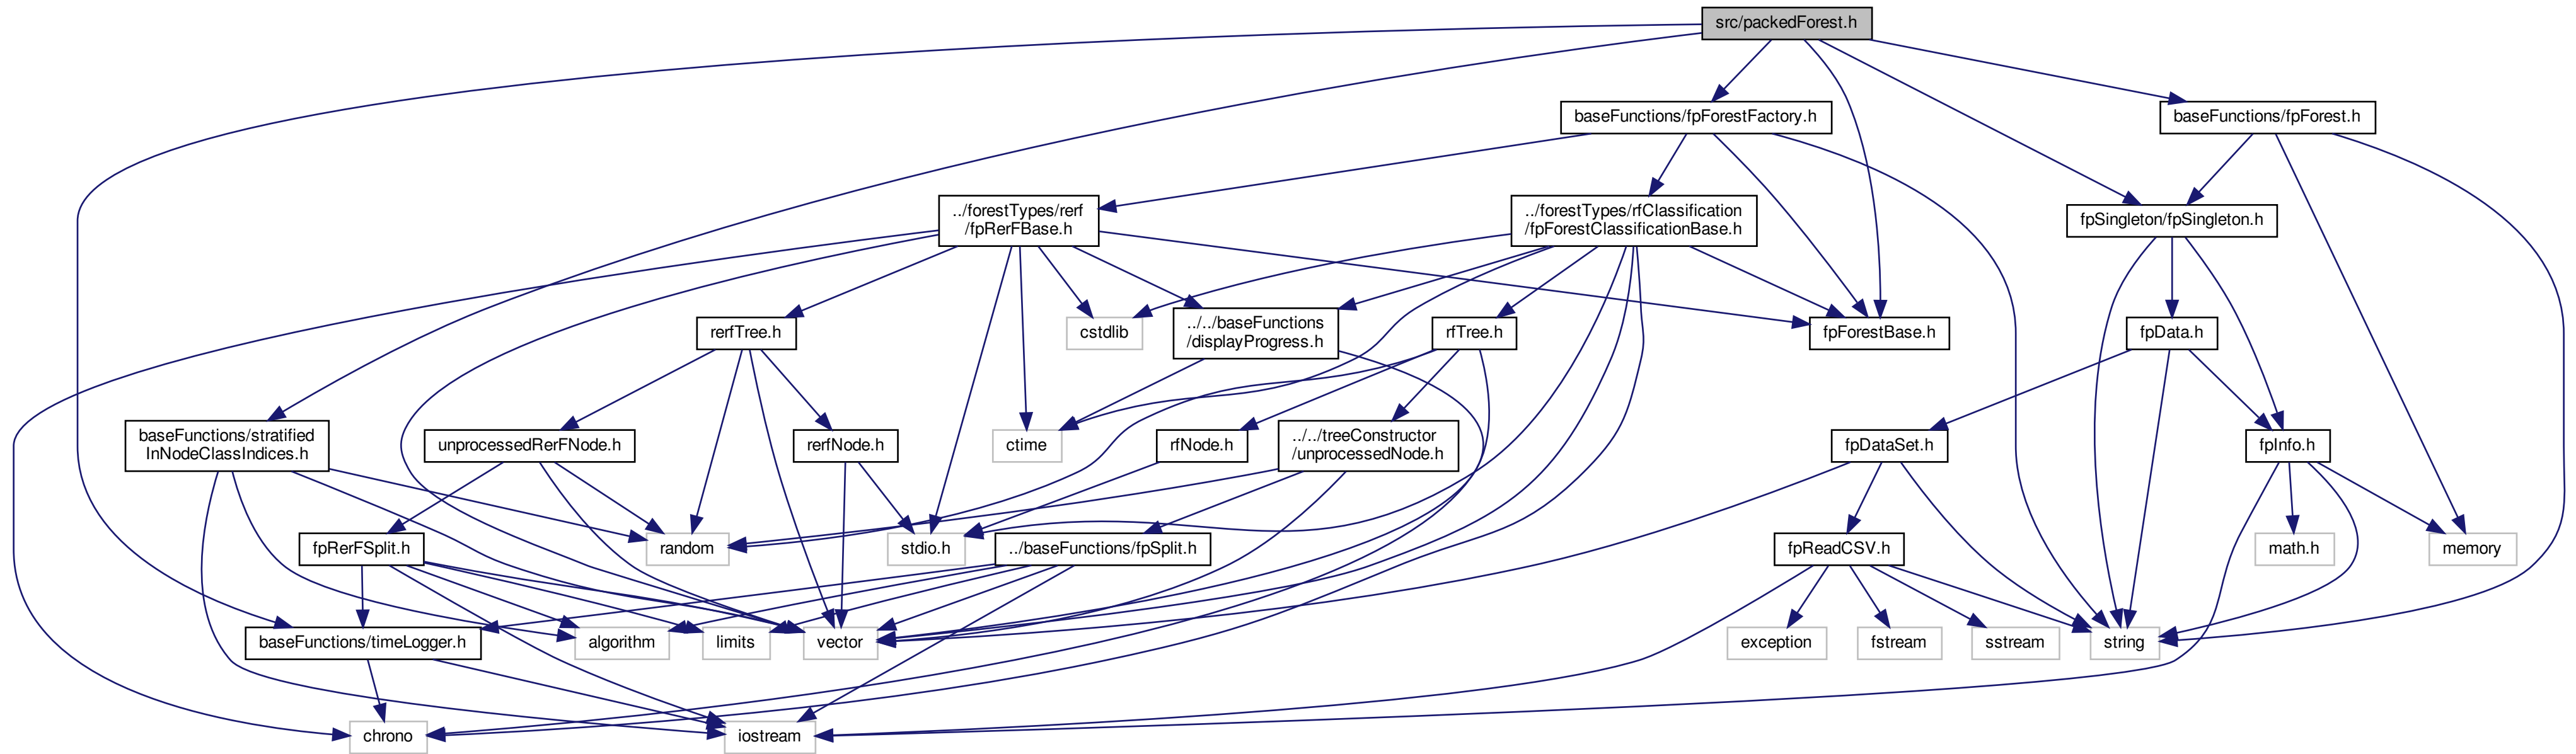 src/packedForest.h
baseFunctions/fpForestFactory.h
baseFunctions/fpForest.h
../forestTypes/rerf
/fpRerFBase.h
../forestTypes/rfClassification
/fpForestClassificationBase.h
fpSingleton/fpSingleton.h
rerfTree.h
cstdlib
../../baseFunctions
/displayProgress.h
rfTree.h
fpForestBase.h
fpData.h
baseFunctions/stratified
InNodeClassIndices.h
unprocessedRerFNode.h
rerfNode.h
ctime
rfNode.h
../../treeConstructor
/unprocessedNode.h
fpDataSet.h
fpInfo.h
fpRerFSplit.h
random
stdio.h
../baseFunctions/fpSplit.h
fpReadCSV.h
math.h
memory
baseFunctions/timeLogger.h
algorithm
limits
vector
exception
fstream
sstream
string
chrono
iostream